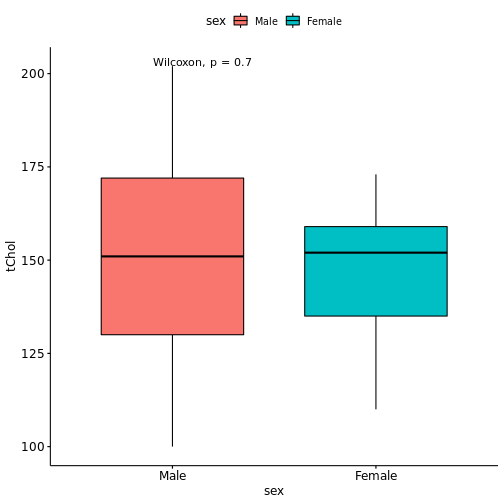 sex Male Female
Wilcoxon, p = 0.7
200
175
150
125
100
tChol
Male Female
sex